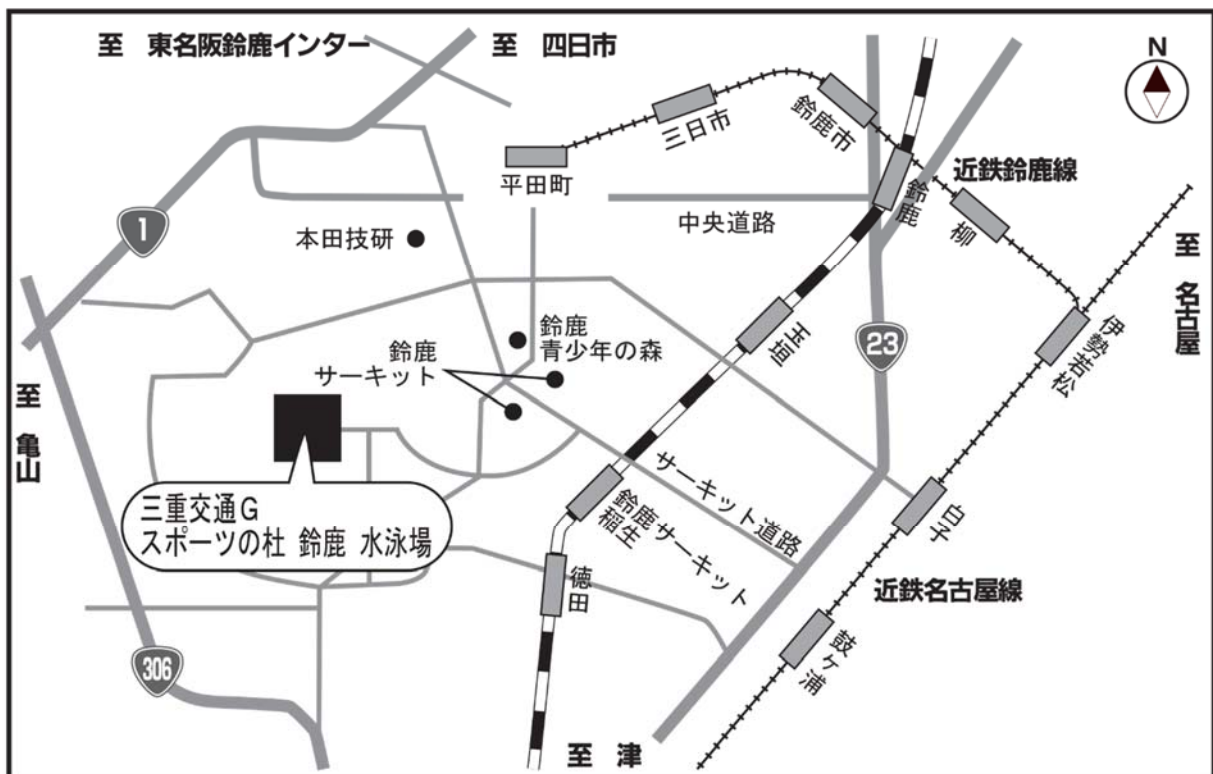 至 東名阪鈴鹿インター
至 四日市
N
三日市
鈴鹿市
平田町
近鉄鈴鹿線
鈴鹿
柳
中央道路
1
本田技研
至 名古屋
鈴鹿
青少年の森
鈴鹿
サーキット
玉垣
23
伊勢若松
至 亀山
三重交通G
スポーツの杜 鈴鹿 水泳場
鈴鹿サーキット
稲生
サーキット道路
白子
徳田
近鉄名古屋線
鼓ヶ浦
306
至 津